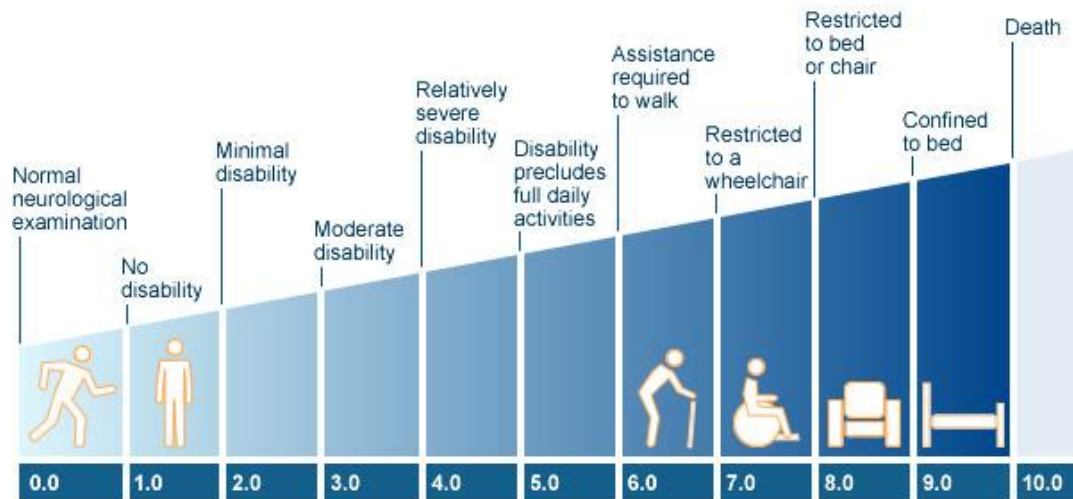 Normal
neurological
examination
No
disability
Minimal
disability
Moderate
disability
Relatively
severe
disability
Disability
precludes
full daily
activities
Assistance
required
to walk
Restricted
to a
wheelchair
Restricted
to bed
or chair
Confined
to bed
Death
0.0 1.0 2.0 3.0 4.0 5.0 6.0 7.0 8.0 9.0 10.0